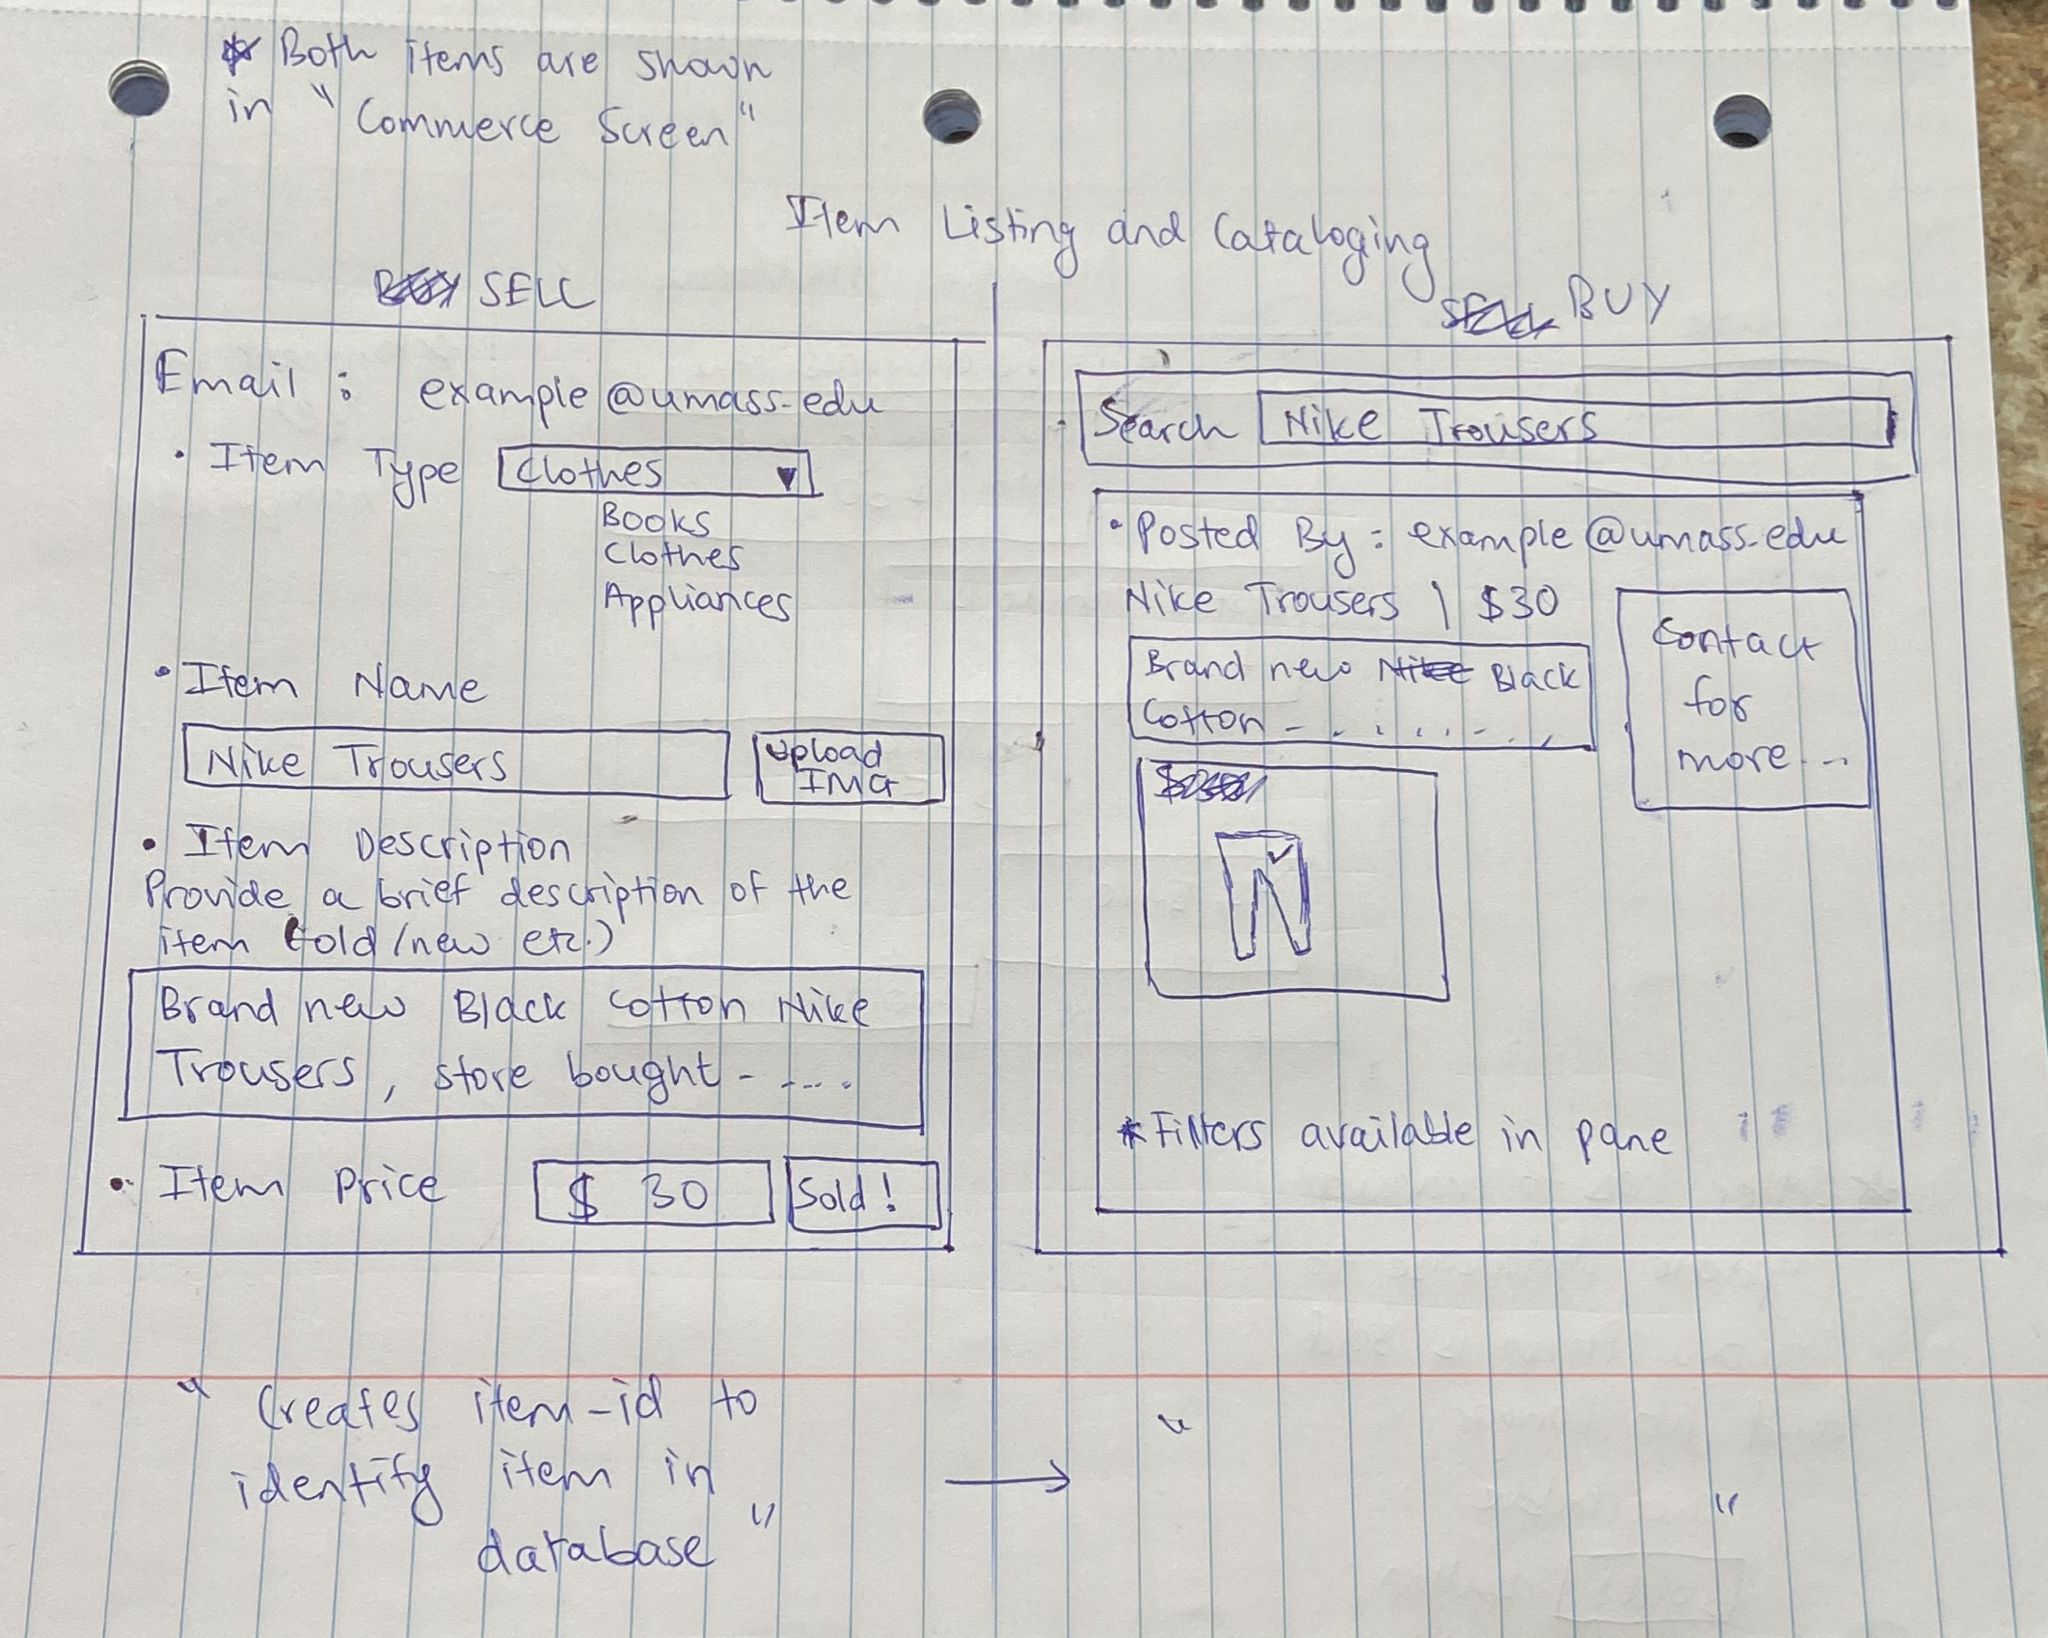 * Both items are shown
in "Commerce Screen"
Item Listing and Cataloging
SELL
Email : example@umass.edu
• Item Type Clothes ▼
Books
Clothes
Appliances
• Item Name
Nike Trousers
Upload
IMG
• Item Description
Provide a brief description of the
item (old/new etc.)
Brand new Black Cotton Nike
Trousers, store bought - ....
• Item Price $ 30 Sold!
"Creates item-id to
identify item in
database"
BUY
Search Nike Trousers
• Posted By : example@umass.edu
Nike Trousers | $30
Brand new Nike Black
Cotton - . . . . . - . ,
Contact
for
more...
* Filters available in pane
→ " "